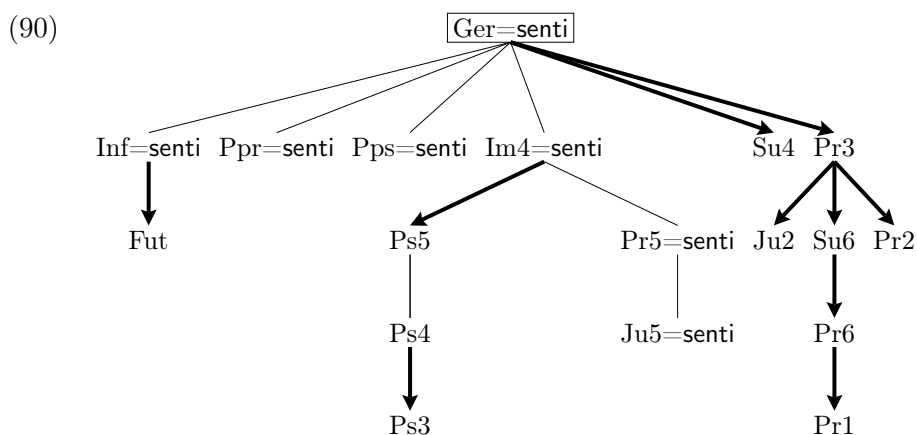 (90)
Ger=senti
Inf=senti Ppr=senti Pps=senti Im4=senti Su4 Pr3
Fut Ps5 Pr5=senti Ju2 Su6 Pr2
Ps4 Ju5=senti Pr6
Ps3 Pr1